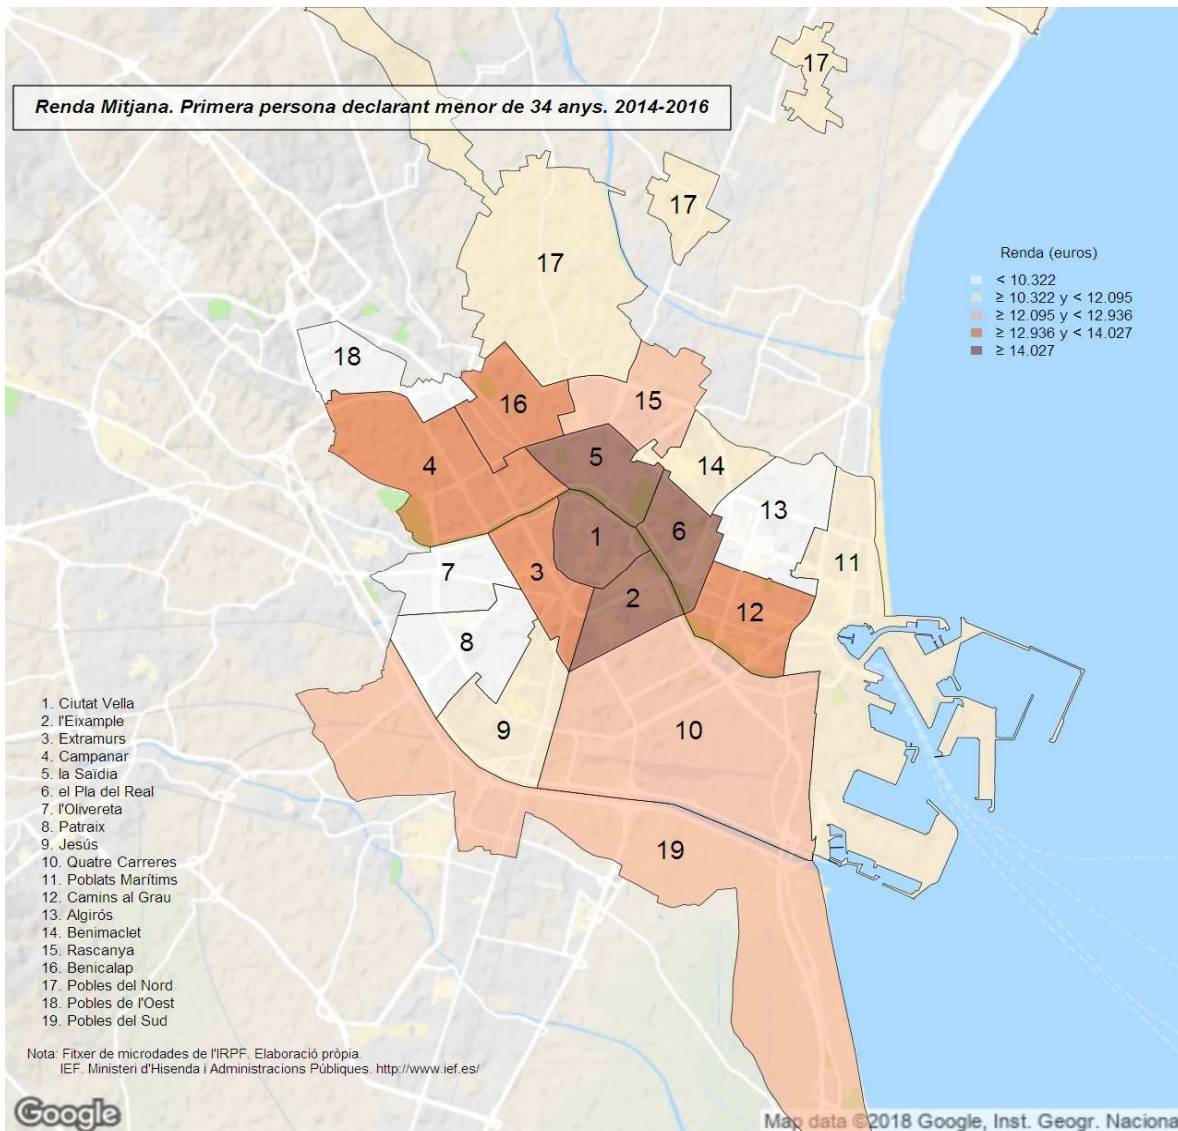 17
Renda Mitjana. Primera persona declarant menor de 34 anys. 2014-2016
17
17
Renda (euros)
< 10.322
≥ 10.322 y < 12.095
≥ 12.095 y < 12.936
≥ 12.936 y < 14.027
≥ 14.027
18
16
15
4
5
14
13
1
6
11
7
3
2
12
8
9
10
19
1. Ciutat Vella
2. l'Eixample
3. Extramurs
4. Campanar
5. la Saïdia
6. el Pla del Real
7. l'Olivereta
8. Patraix
9. Jesús
10. Quatre Carreres
11. Poblats Marítims
12. Camins al Grau
13. Algirós
14. Benimaclet
15. Rascanya
16. Benicalap
17. Pobles del Nord
18. Pobles de l'Oest
19. Pobles del Sud
Nota: Fitxer de microdades de l'IRPF. Elaboració pròpia.
IEF. Ministeri d'Hisenda i Administracions Públiques. http://www.ief.es/
Google
Map data ©2018 Google, Inst. Geogr. Naciona